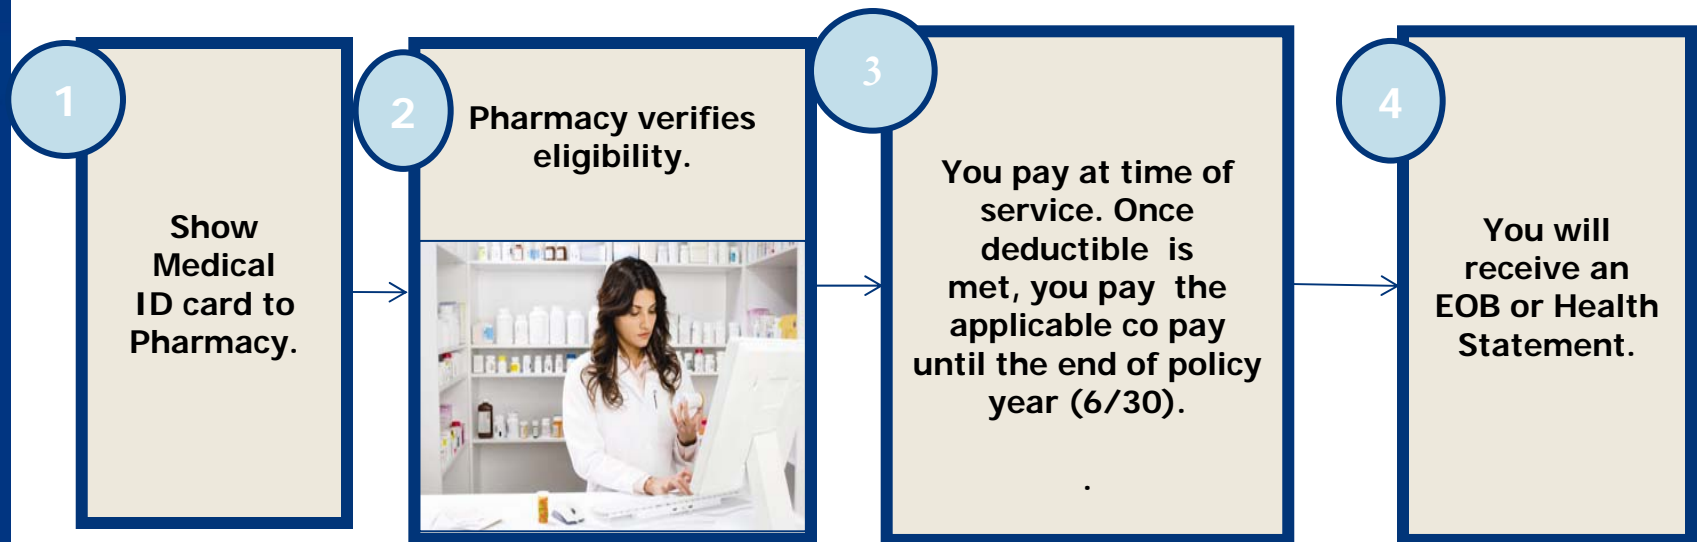 1
Show
Medical
ID card to
Pharmacy.
2
Pharmacy verifies
eligibility.
3
You pay at time of
service. Once
deductible is
met, you pay the
applicable co pay
until the end of policy
year (6/30).
.
4
You will
receive an
EOB or Health
Statement.